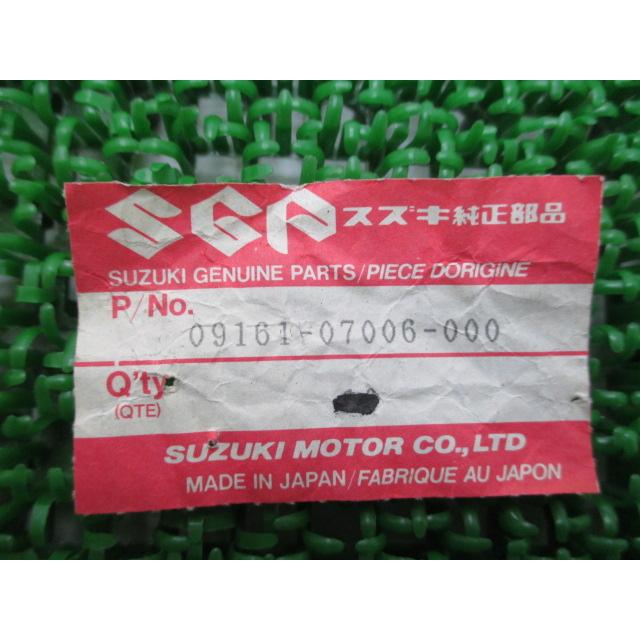 SGP スズキ純正部品
SUZUKI GENUINE PARTS/PIECE DORIGINE
P/No.
09161-07006-000
Q'ty
(QTE)
SUZUKI MOTOR CO.,LTD
MADE IN JAPAN/FABRIQUE AU JAPON